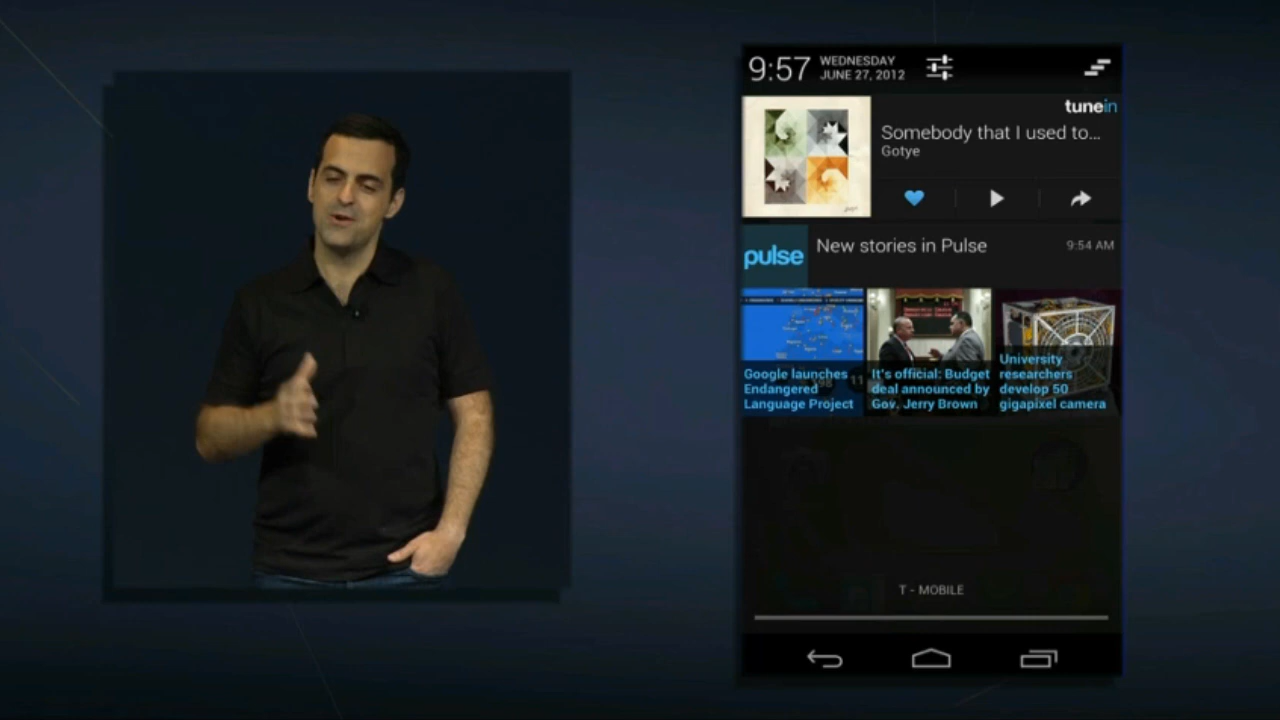 9:57
WEDNESDAY
JUNE 27, 2012
tunein
Somebody that I used to...
Gotye
pulse
New stories in Pulse
9:54 AM
Google launches
Endangered
Language Project
It's official: Budget
deal announced by
Gov. Jerry Brown
University
researchers
develop 50
gigapixel camera
T - MOBILE